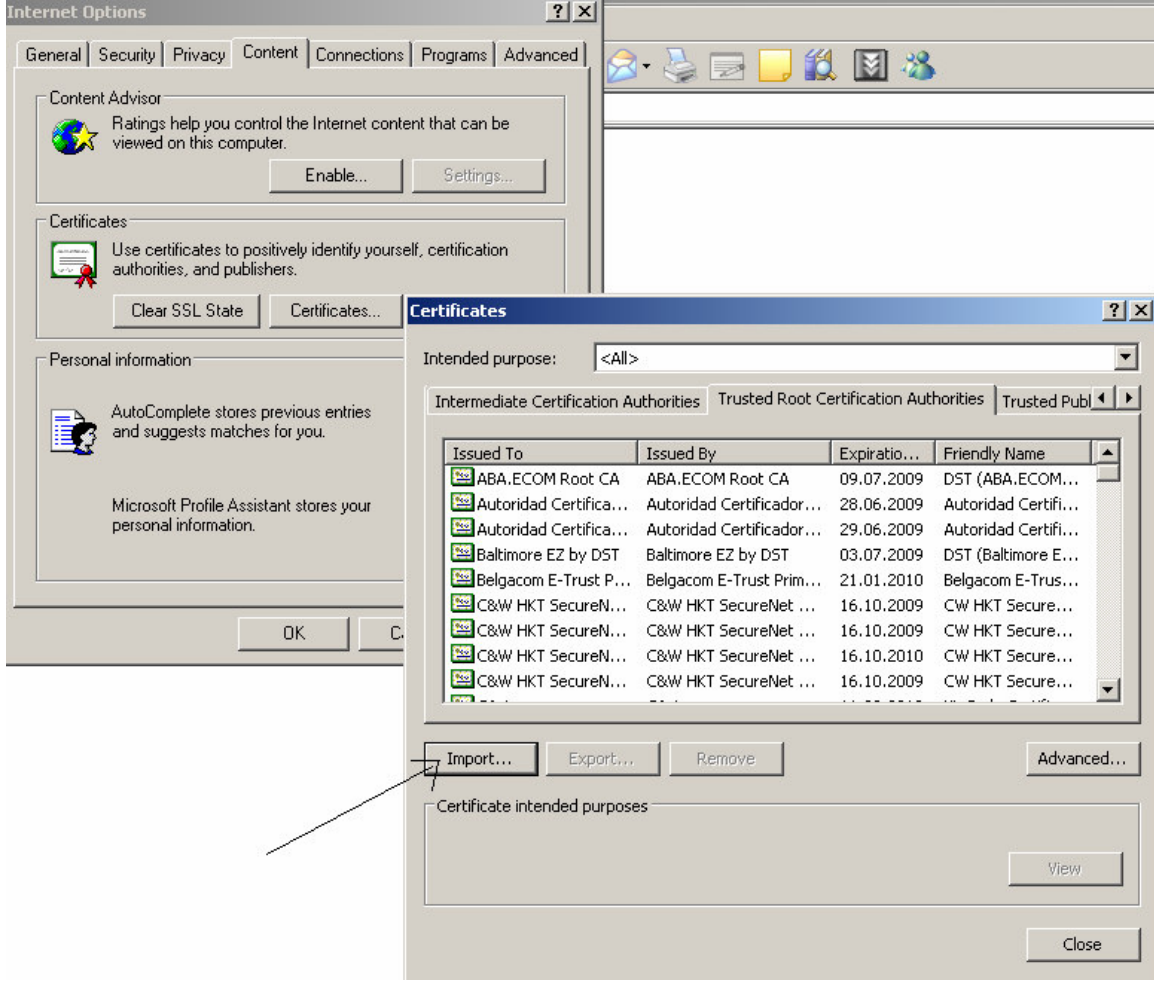 Internet Options
General Security Privacy Content Connections Programs Advanced
Content Advisor
Ratings help you control the Internet content that can be
viewed on this computer.
Enable... Settings...
Certificates
Use certificates to positively identify yourself, certification
authorities, and publishers.
Clear SSL State Certificates...
Personal information
AutoComplete stores previous entries
and suggests matches for you.
Microsoft Profile Assistant stores your
personal information.
OK
Certificates
Intended purpose: <All>
Intermediate Certification Authorities Trusted Root Certification Authorities Trusted Publ
Issued To Issued By Expiratio... Friendly Name
ABA.ECOM Root CA ABA.ECOM Root CA 09.07.2009 DST (ABA.ECOM...
Autoridad Certifica... Autoridad Certificador... 28.06.2009 Autoridad Certifi...
Autoridad Certifica... Autoridad Certificador... 29.06.2009 Autoridad Certifi...
Baltimore EZ by DST Baltimore EZ by DST 03.07.2009 DST (Baltimore E...
Belgacom E-Trust P... Belgacom E-Trust Prim... 21.01.2010 Belgacom E-Trus...
C&W HKT SecureN... C&W HKT SecureNet ... 16.10.2009 CW HKT Secure...
C&W HKT SecureN... C&W HKT SecureNet ... 16.10.2009 CW HKT Secure...
C&W HKT SecureN... C&W HKT SecureNet ... 16.10.2010 CW HKT Secure...
C&W HKT SecureN... C&W HKT SecureNet ... 16.10.2009 CW HKT Secure...
Import... Export... Remove Advanced...
Certificate intended purposes
View
Close